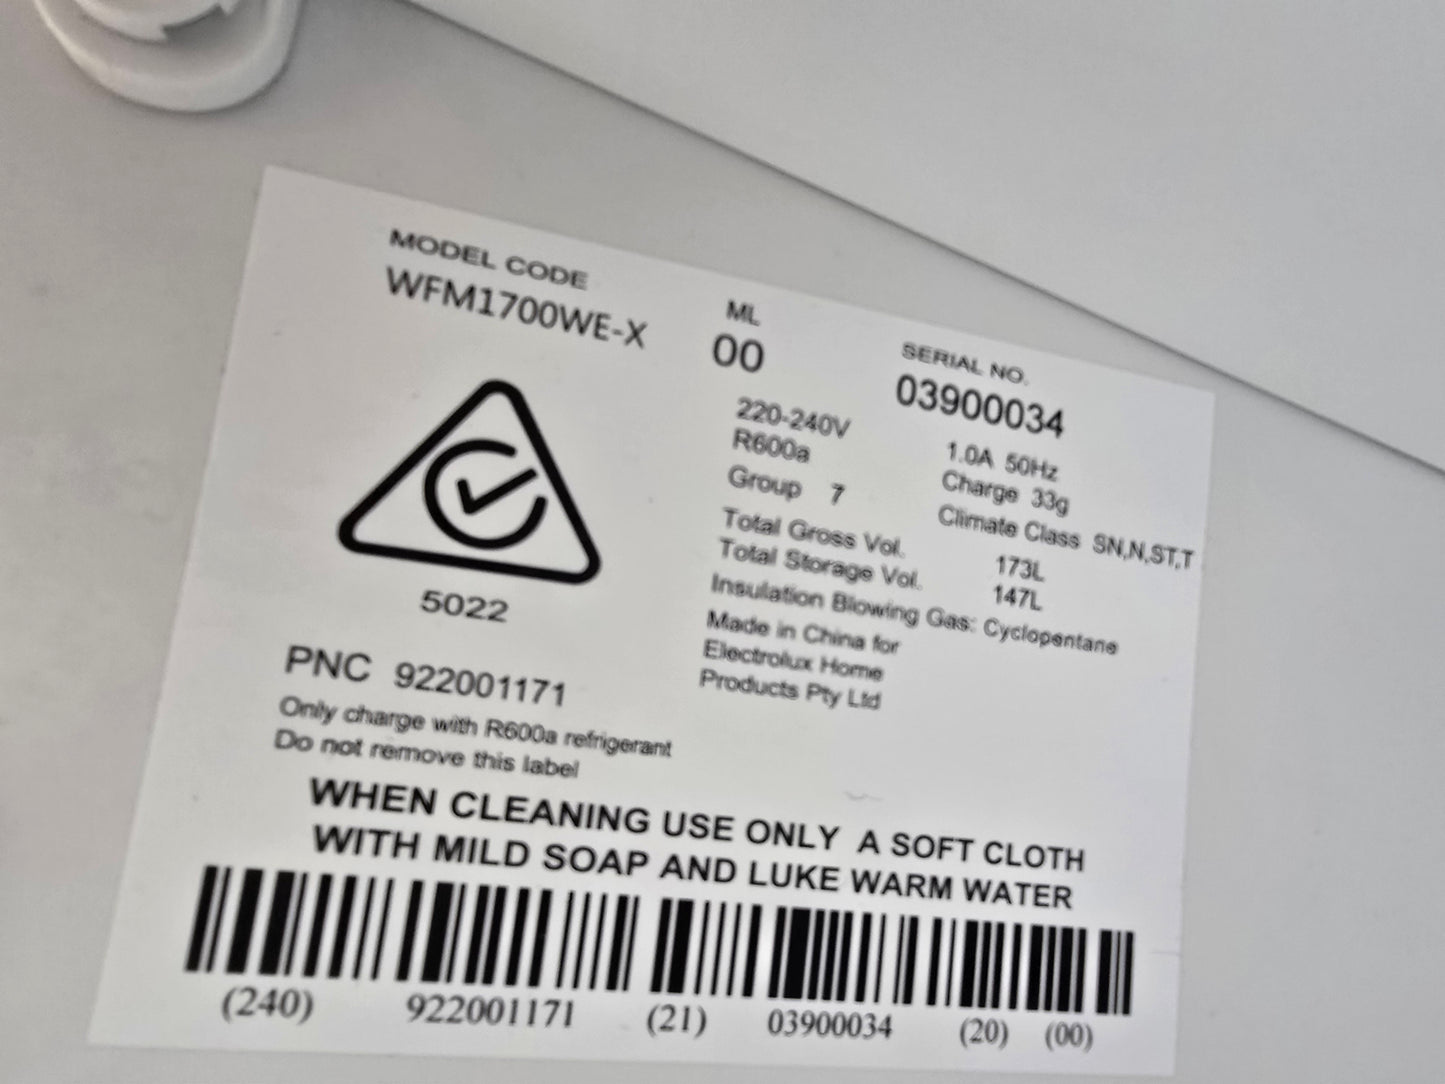 MODEL CODE
WFM1700WE-X
ML
00
SERIAL NO.
03900034
220-240V 1.0A 50Hz
R600a Charge 33g
Group 7 Climate Class SN,N,ST,T
Total Gross Vol. 173L
Total Storage Vol. 147L
Insulation Blowing Gas: Cyclopentane
Made in China for
Electrolux Home
Products Pty Ltd
5022
PNC 922001171
Only charge with R600a refrigerant
Do not remove this label
WHEN CLEANING USE ONLY A SOFT CLOTH
WITH MILD SOAP AND LUKE WARM WATER
(240) 922001171 (21) 03900034 (20) (00)